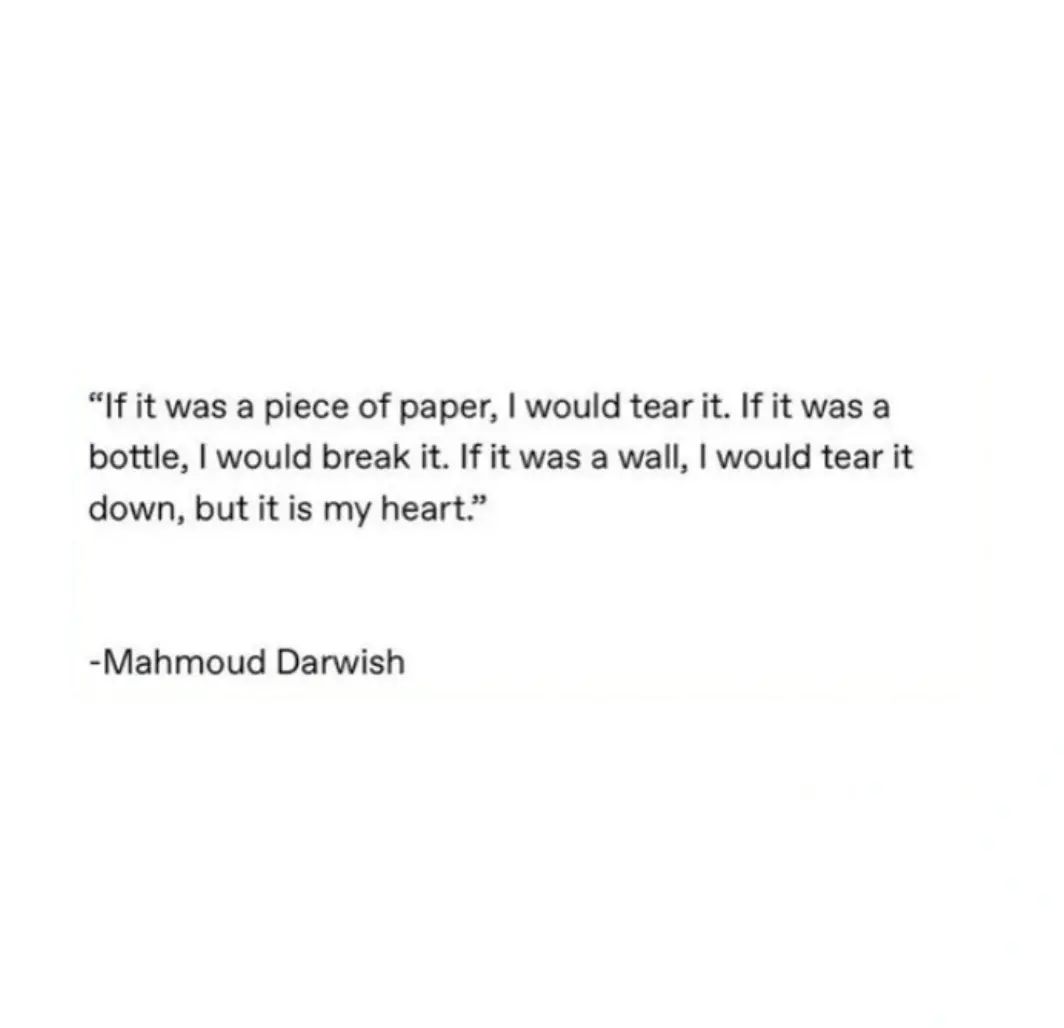 “If it was a piece of paper, I would tear it. If it was a
bottle, I would break it. If it was a wall, I would tear it
down, but it is my heart.”
-Mahmoud Darwish